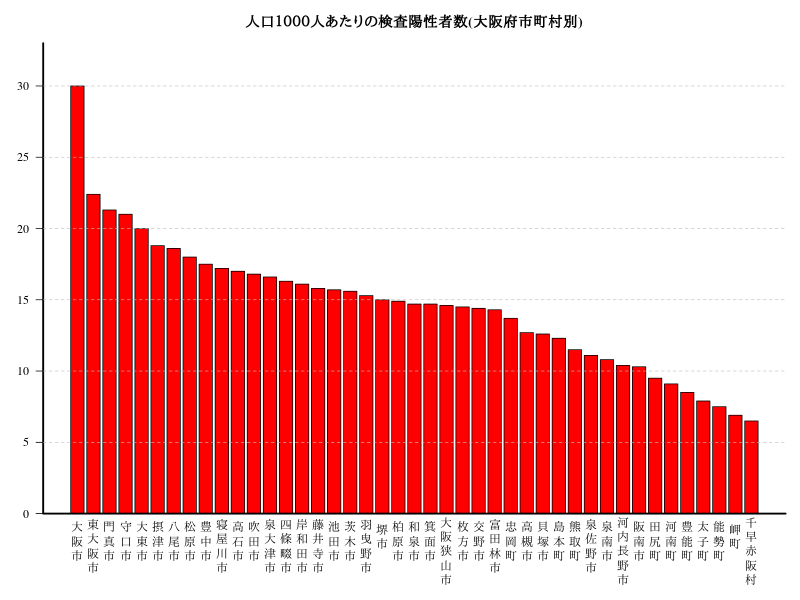 人口1000人あたりの検査陽性者数(大阪府市町村別)
30
25
20
15
10
5
0
大阪市
東大阪市
門真市
守口市
大東市
摂津市
八尾市
松原市
豊中市
寝屋川市
高石市
吹田市
泉大津市
四條畷市
岸和田市
藤井寺市
池田市
茨木市
羽曳野市
堺市
柏原市
和泉市
箕面市
大阪狭山市
枚方市
交野市
富田林市
忠岡町
高槻市
貝塚市
島本町
熊取町
泉佐野市
泉南市
河内長野市
阪南市
田尻町
河南町
豊能町
太子町
能勢町
岬町
千早赤阪村